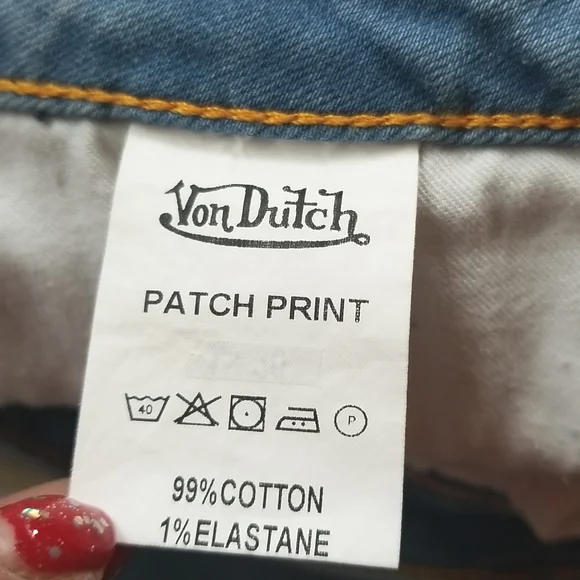 Von Dutch
PATCH PRINT
40 P
99%COTTON
1%ELASTANE